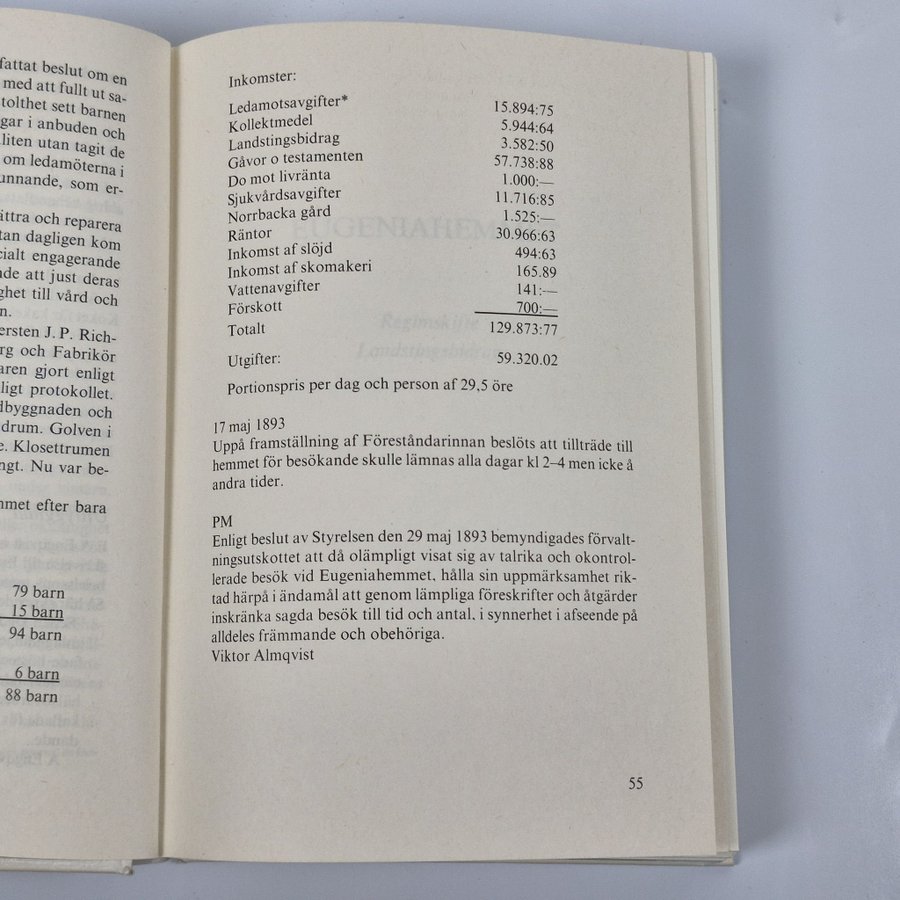 fattat beslut om en
med att fullt ut sa-
tolthet sett barnen
gar i anbuden och
liten utan tagit de
om ledamöterna i
unnande, som er-
ättra och reparera
tan dagligen kom
cialt engagerande
nde att just deras
ghet till vård och
n.
ersten J. P. Rich-
rg och Fabrikör
aren gjort enligt
ligt protokollet.
dbyggnaden och
drum. Golven i
e. Klosettrumen
ngt. Nu var be-
mmet efter bara
79 barn
15 barn
94 barn
6 barn
88 barn
Inkomster:
Ledamotsavgifter* 15.894:75
Kollektmedel 5.944:64
Landstingsbidrag 3.582:50
Gåvor o testamenten 57.738:88
Do mot livränta 1.000:—
Sjukvårdsavgifter 11.716:85
Norrbacka gård 1.525:—
Räntor 30.966:63
Inkomst af slöjd 494:63
Inkomst af skomakeri 165.89
Vattenavgifter 141:—
Förskott 700:—
Totalt 129.873:77
Utgifter: 59.320.02
Portionspris per dag och person af 29,5 öre
17 maj 1893
Uppå framställning af Föreståndarinnan beslöts att tillträde till
hemmet för besökande skulle lämnas alla dagar kl 2–4 men icke å
andra tider.
PM
Enligt beslut av Styrelsen den 29 maj 1893 bemyndigades förvalt-
ningsutskottet att då olämpligt visat sig av talrika och okontrol-
lerade besök vid Eugeniahemmet, hålla sin uppmärksamhet rik-
tad härpå i ändamål att genom lämpliga föreskrifter och åtgärder
inskränka sagda besök till tid och antal, i synnerhet i afseende på
alldeles främmande och obehöriga.
Viktor Almqvist
55